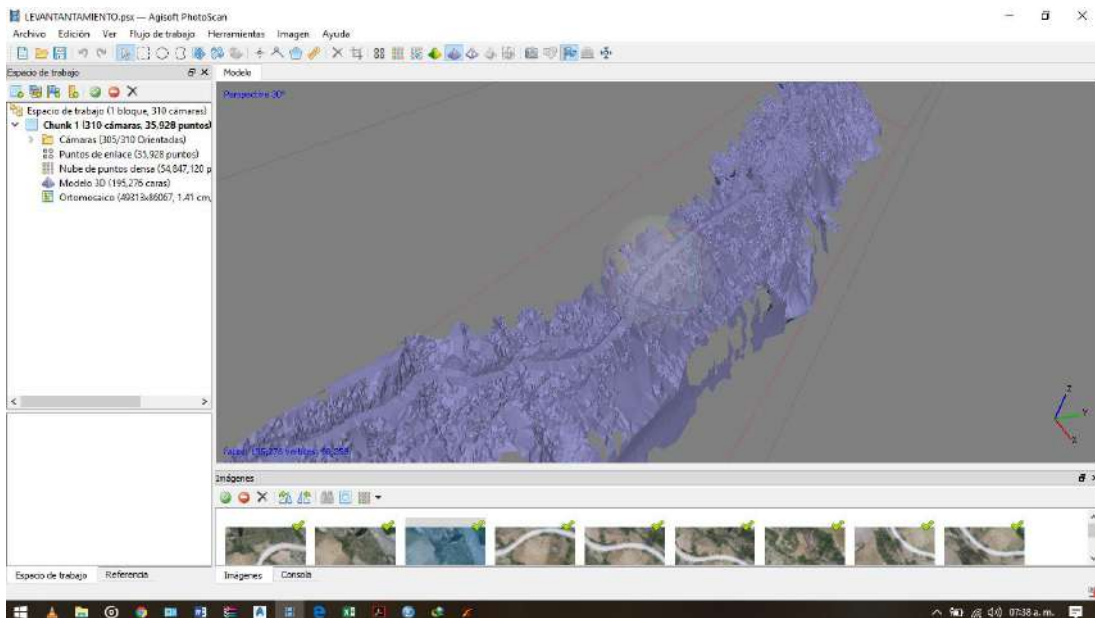 LEVANTANTAMIENTO.psx — Agisoft PhotoScan
Archivo Edición Ver Flujo de trabajo Herramientas Imagen Ayuda
Espacio de trabajo
Modelo
Perspective 30°
Espacio de trabajo (1 bloque, 310 cámaras)
Chunk 1 (310 cámaras, 35,928 puntos)
Cámaras (305/310 Orientadas)
Puntos de enlace (35,928 puntos)
Nube de puntos densa (54,847,120 p
Modelo 3D (195,276 caras)
Ortomosaico (49313x86067, 1.41 cm,
Z
Y
X
Imágenes
Espacio de trabajo Referencia
Imágenes Consola
07:38 a. m.